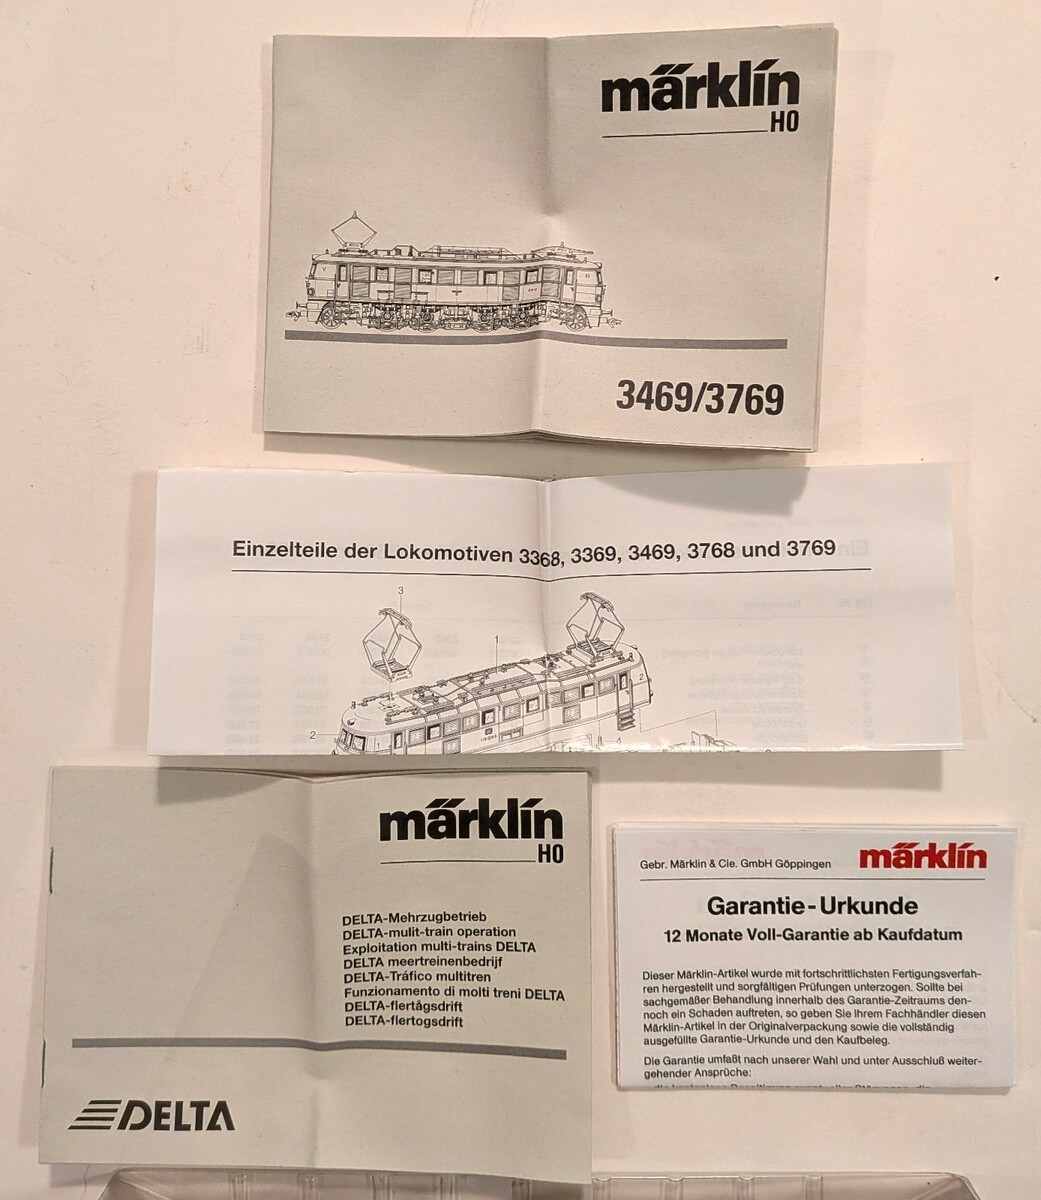 märklin
H0
3469/3769
Einzelteile der Lokomotiven 3368, 3369, 3469, 3768 und 3769
3
1
2
2
4
märklin
H0
DELTA-Mehrzugbetrieb
DELTA-mulit-train operation
Exploitation multi-trains DELTA
DELTA meertreinenbedrijf
DELTA-Tráfico multitren
Funzionamento di molti treni DELTA
DELTA-flertågsdrift
DELTA-flertogsdrift
DELTA
Gebr. Märklin & Cie. GmbH Göppingen
märklin
Garantie-Urkunde
12 Monate Voll-Garantie ab Kaufdatum
Dieser Märklin-Artikel wurde mit fortschrittlichsten Fertigungsverfah-
ren hergestellt und sorgfältigen Prüfungen unterzogen. Sollte bei
sachgemäßer Behandlung innerhalb des Garantie-Zeitraums den-
noch ein Schaden auftreten, so geben Sie Ihrem Fachhändler diesen
Märklin-Artikel in der Originalverpackung sowie die vollständig
ausgefüllte Garantie-Urkunde und den Kaufbeleg.
Die Garantie umfaßt nach unserer Wahl und unter Ausschluß weiter-
gehender Ansprüche: